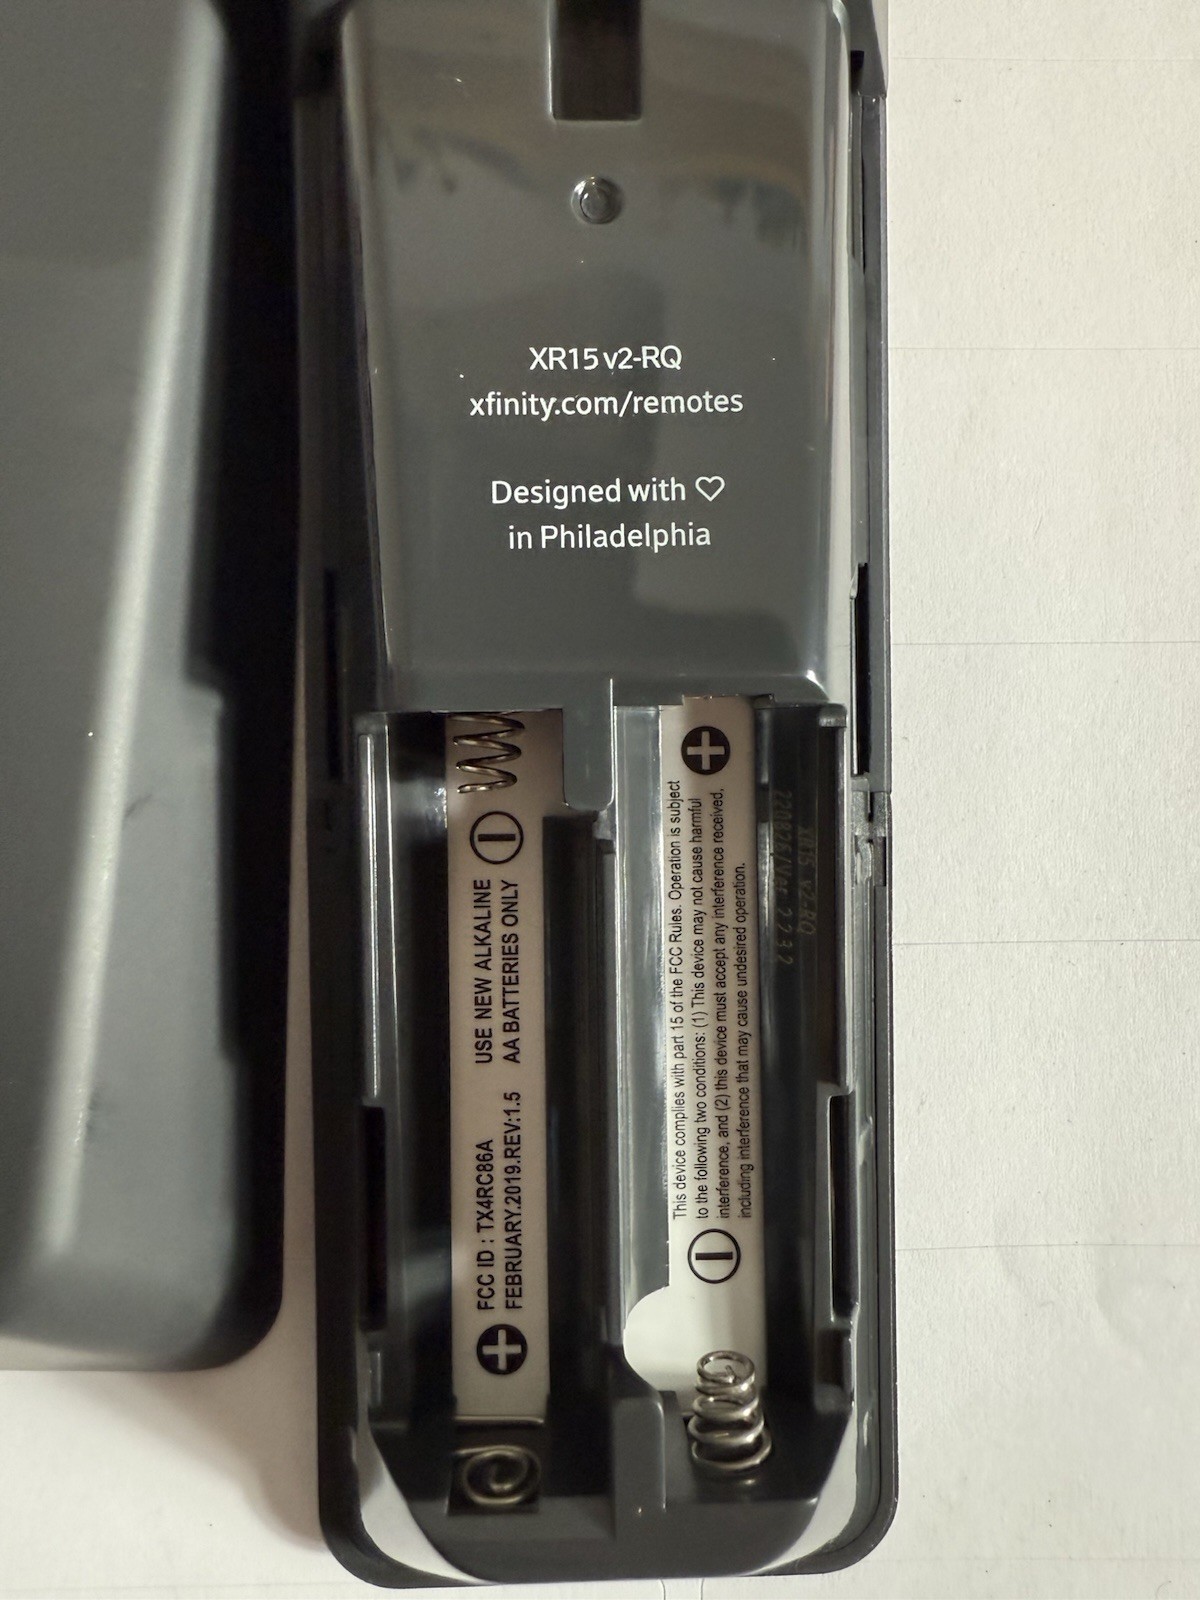 XR15 v2-RQ
xfinity.com/remotes
Designed with ♡
in Philadelphia
FCC ID : TX4RC86A
FEBRUARY.2019.REV:1.5
USE NEW ALKALINE
AA BATTERIES ONLY
This device complies with part 15 of the FCC Rules. Operation is subject
to the following two conditions: (1) This device may not cause harmful
interference, and (2) this device must accept any interference received,
including interference that may cause undesired operation.
XR15 v2-RQ